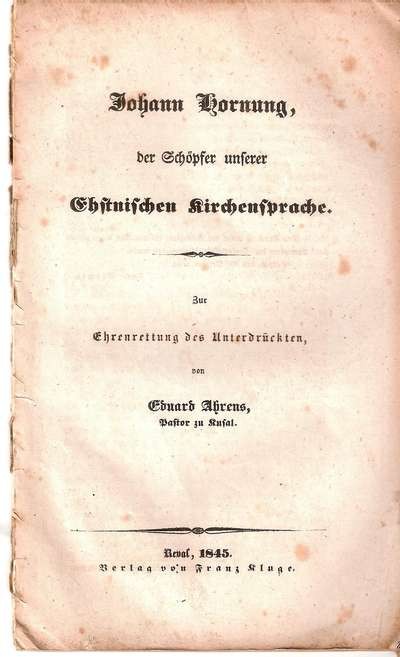 Johann Hornung,
der Schöpfer unserer
Ehstnischen Kirchensprache.
Zur
Ehrenrettung des Unterdrückten,
von
Eduard Ahrens,
Pastor zu Kusal.
Reval, 1845.
Verlag von Franz Kluge.